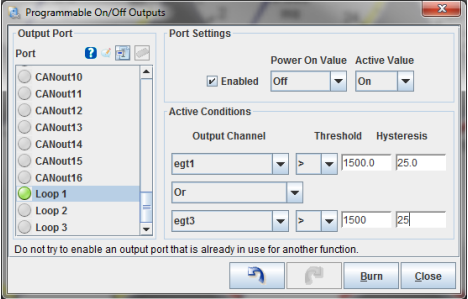 Programmable On/Off Outputs
Output Port
Port
CANout10
CANout11
CANout12
CANout13
CANout14
CANout15
CANout16
Loop 1
Loop 2
Loop 3
Port Settings
Power On Value Active Value
Enabled Off On
Active Conditions
Output Channel Threshold Hysteresis
egt1 > 1500.0 25.0
Or
egt3 > 1500 25
Do not try to enable an output port that is already in use for another function.
Burn Close